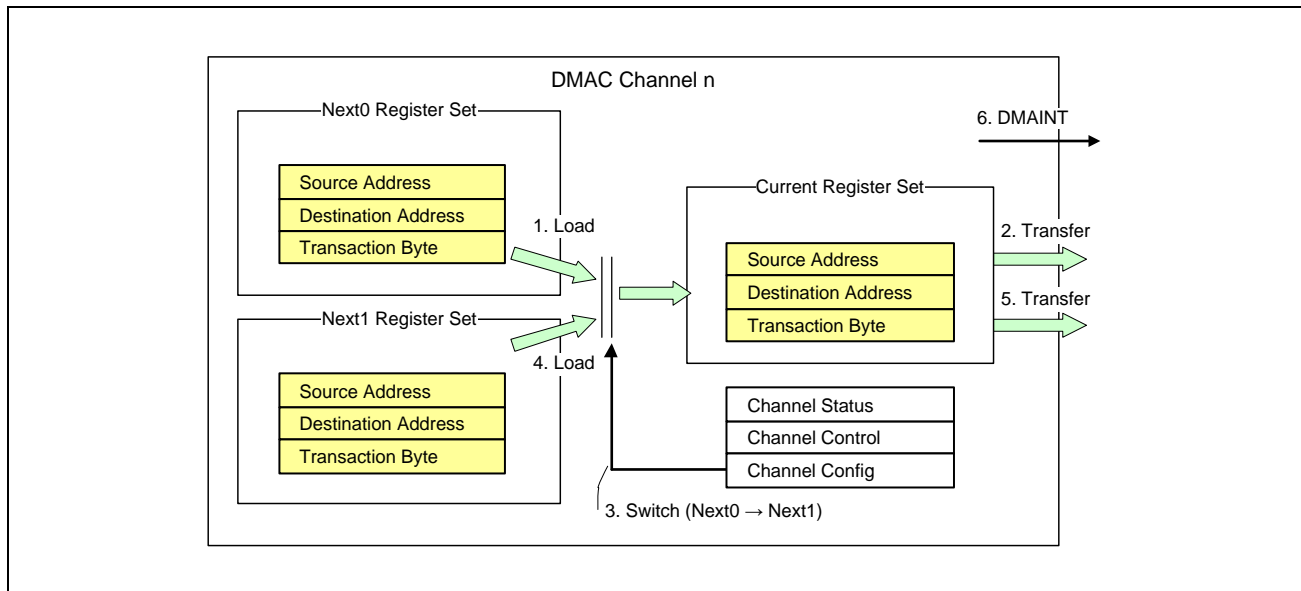 DMAC Channel n
Next0 Register Set
Source Address
Destination Address
Transaction Byte
1. Load
Next1 Register Set
4. Load
Source Address
Destination Address
Transaction Byte
6. DMAINT
Current Register Set
2. Transfer
Source Address
Destination Address
5. Transfer
Transaction Byte
Channel Status
Channel Control
Channel Config
3. Switch (Next0 → Next1)